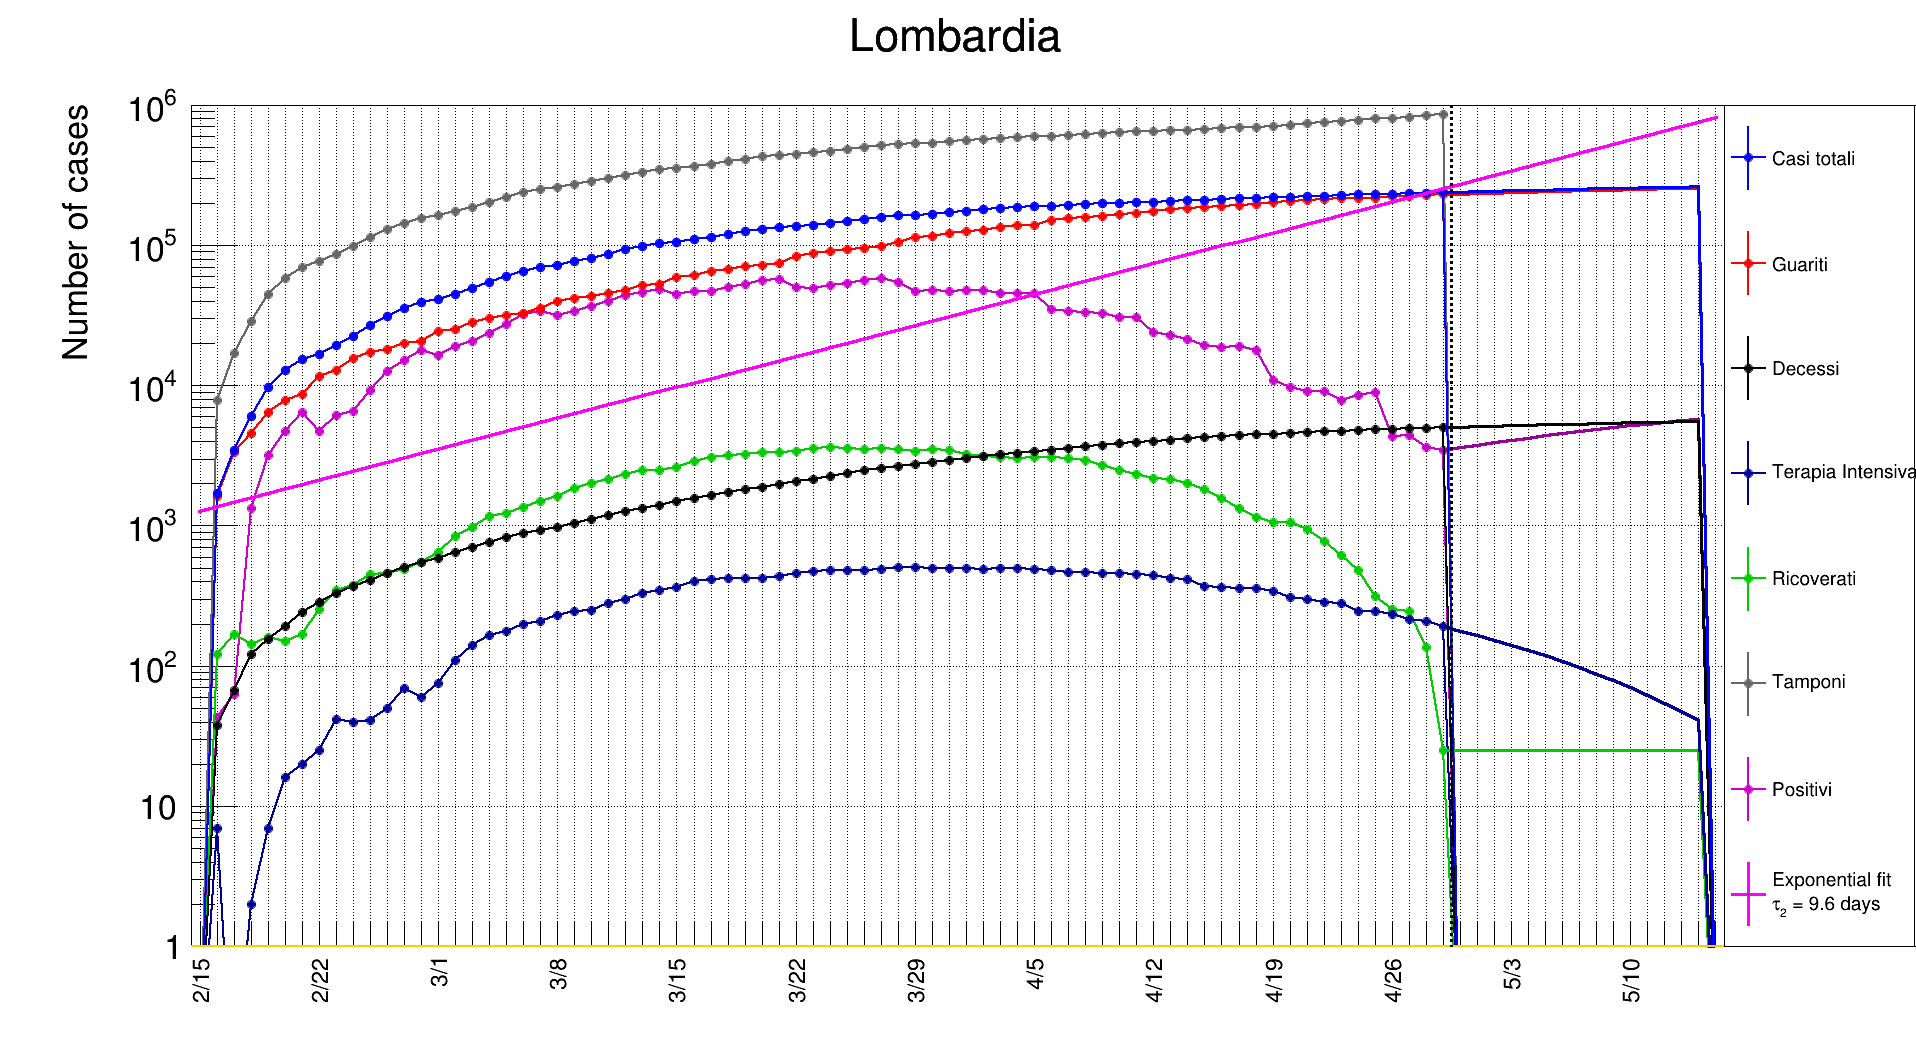 Lombardia
Number of cases
10^6
10^5
10^4
10^3
10^2
10
1
2/15 2/22 3/1 3/8 3/15 3/22 3/29 4/5 4/12 4/19 4/26 5/3 5/10
Casi totali
Guariti
Decessi
Terapia Intensiva
Ricoverati
Tamponi
Positivi
Exponential fit
τ₂ = 9.6 days